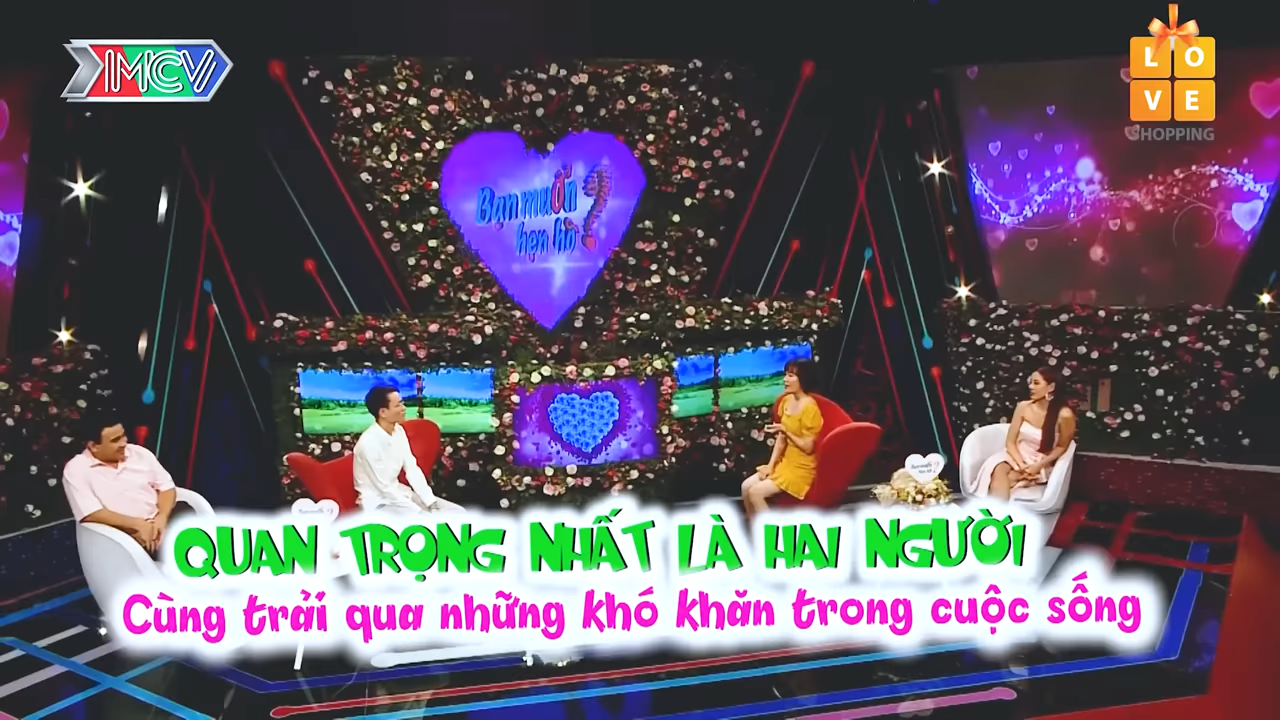 MCV
LOVE
SHOPPING
Bạn muốn
hẹn hò?
QUAN TRỌNG NHẤT LÀ HAI NGƯỜI
Cùng trải qua những khó khăn trong cuộc sống